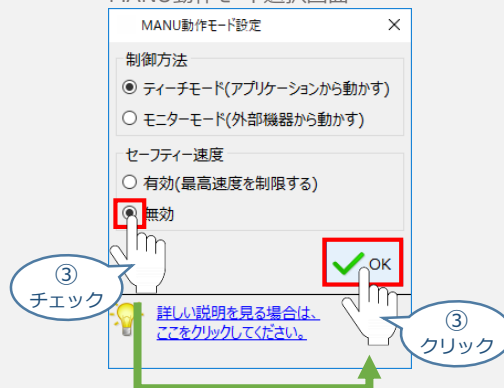 MANU動作モード選択画面
MANU動作モード設定
制御方法
ティーチモード(アプリケーションから動かす)
モニターモード(外部機器から動かす)
セーフティー速度
有効(最高速度を制限する)
無効
OK
③
チェック
詳しい説明を見る場合は、
ここをクリックしてください。
③
クリック